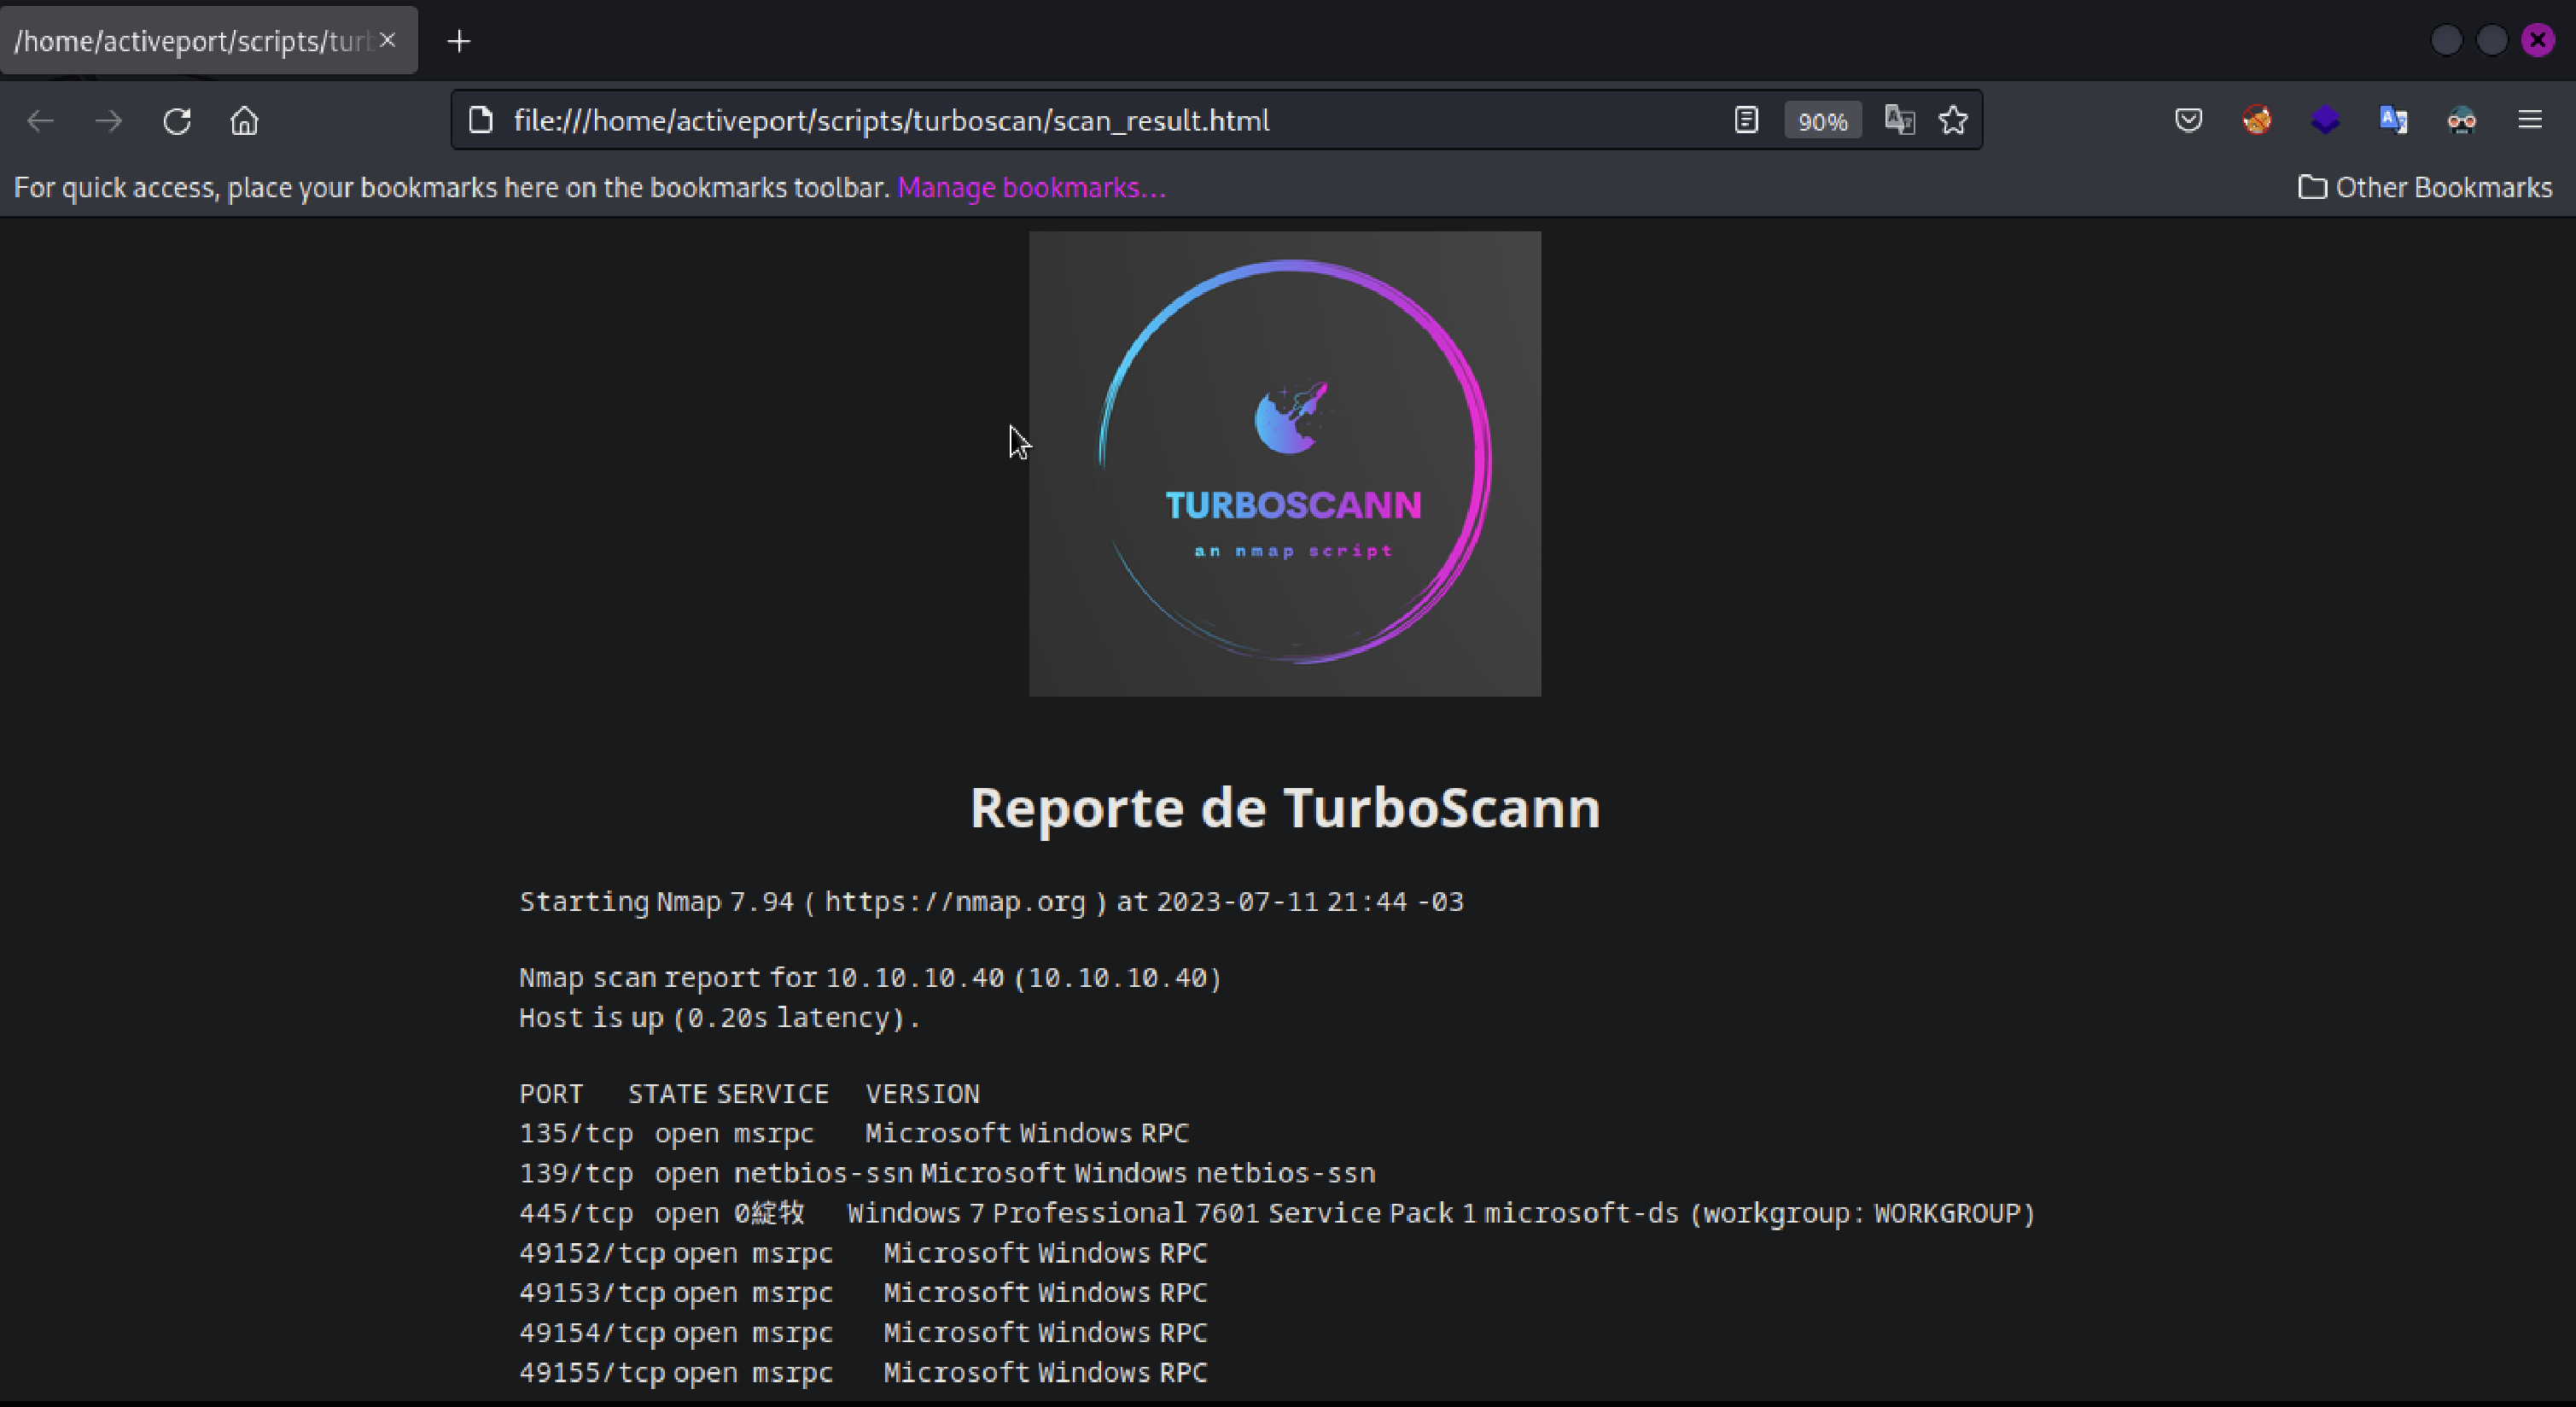 /home/activeport/scripts/turb
file:///home/activeport/scripts/turboscan/scan_result.html
90%
For quick access, place your bookmarks here on the bookmarks toolbar. Manage bookmarks...
Other Bookmarks
TURBOSCANN
an nmap script
Reporte de TurboScann
Starting Nmap 7.94 ( https://nmap.org ) at 2023-07-11 21:44 -03
Nmap scan report for 10.10.10.40 (10.10.10.40)
Host is up (0.20s latency).
PORT STATE SERVICE VERSION
135/tcp open msrpc Microsoft Windows RPC
139/tcp open netbios-ssn Microsoft Windows netbios-ssn
445/tcp open 0綻牧 Windows 7 Professional 7601 Service Pack 1 microsoft-ds (workgroup: WORKGROUP)
49152/tcp open msrpc Microsoft Windows RPC
49153/tcp open msrpc Microsoft Windows RPC
49154/tcp open msrpc Microsoft Windows RPC
49155/tcp open msrpc Microsoft Windows RPC